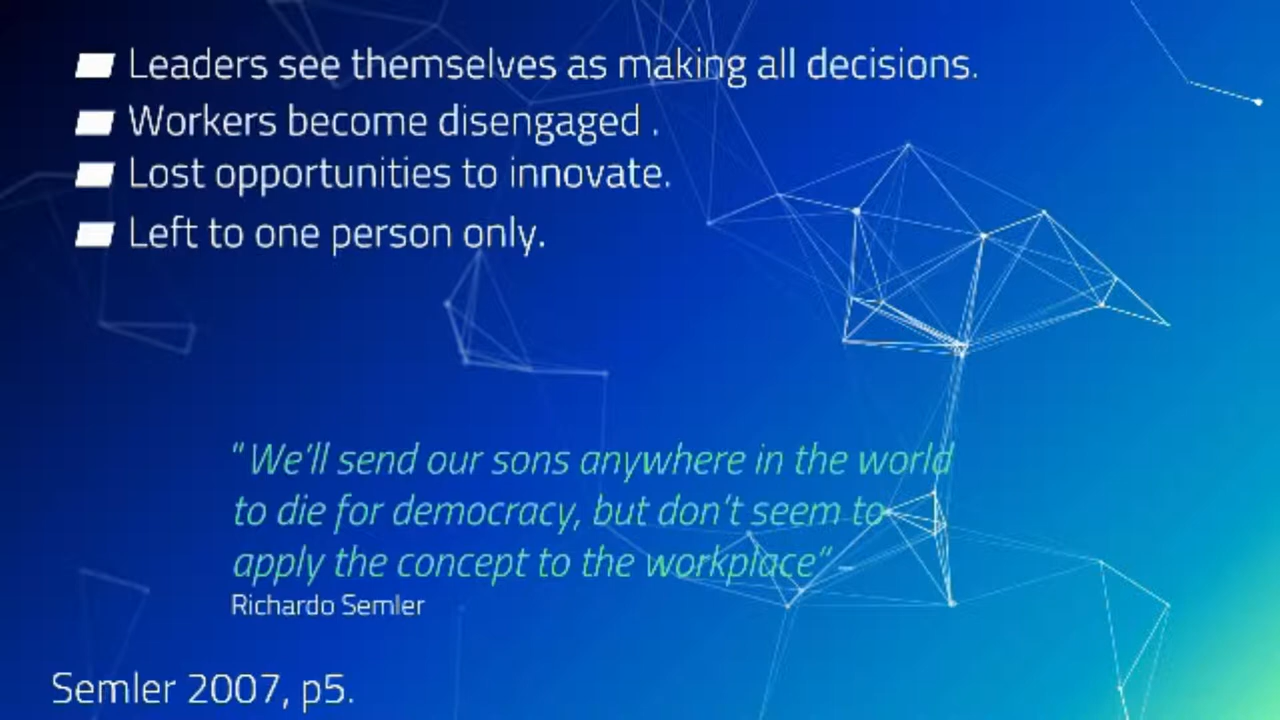 Leaders see themselves as making all decisions.
Workers become disengaged .
Lost opportunities to innovate.
Left to one person only.
"We'll send our sons anywhere in the world
to die for democracy, but don't seem to
apply the concept to the workplace"
Richardo Semler
Semler 2007, p5.